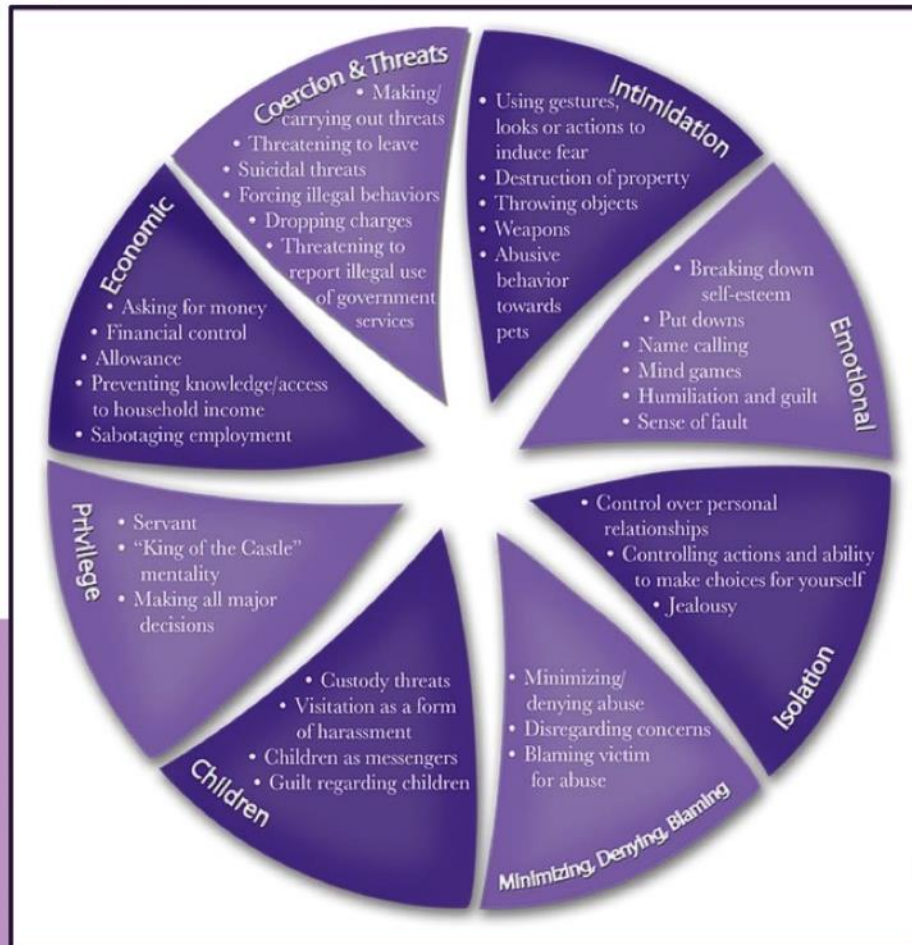 Coercion & Threats
• Making/
carrying out threats
• Threatening to leave
• Suicidal threats
• Forcing illegal behaviors
• Dropping charges
• Threatening to
report illegal use
of government
services
Intimidation
• Using gestures,
looks or actions to
induce fear
• Destruction of property
• Throwing objects
• Weapons
• Abusive
behavior
towards
pets
Emotional
• Breaking down
self-esteem
• Put downs
• Name calling
• Mind games
• Humiliation and guilt
• Sense of fault
Isolation
• Control over personal
relationships
• Controlling actions and ability
to make choices for yourself
• Jealousy
Minimizing, Denying, Blaming
• Minimizing/
denying abuse
• Disregarding concerns
• Blaming victim
for abuse
Children
• Custody threats
• Visitation as a form
of harassment
• Children as messengers
• Guilt regarding children
Privilege
• Servant
• “King of the Castle”
mentality
• Making all major
decisions
Economic
• Asking for money
• Financial control
• Allowance
• Preventing knowledge/access
to household income
• Sabotaging employment